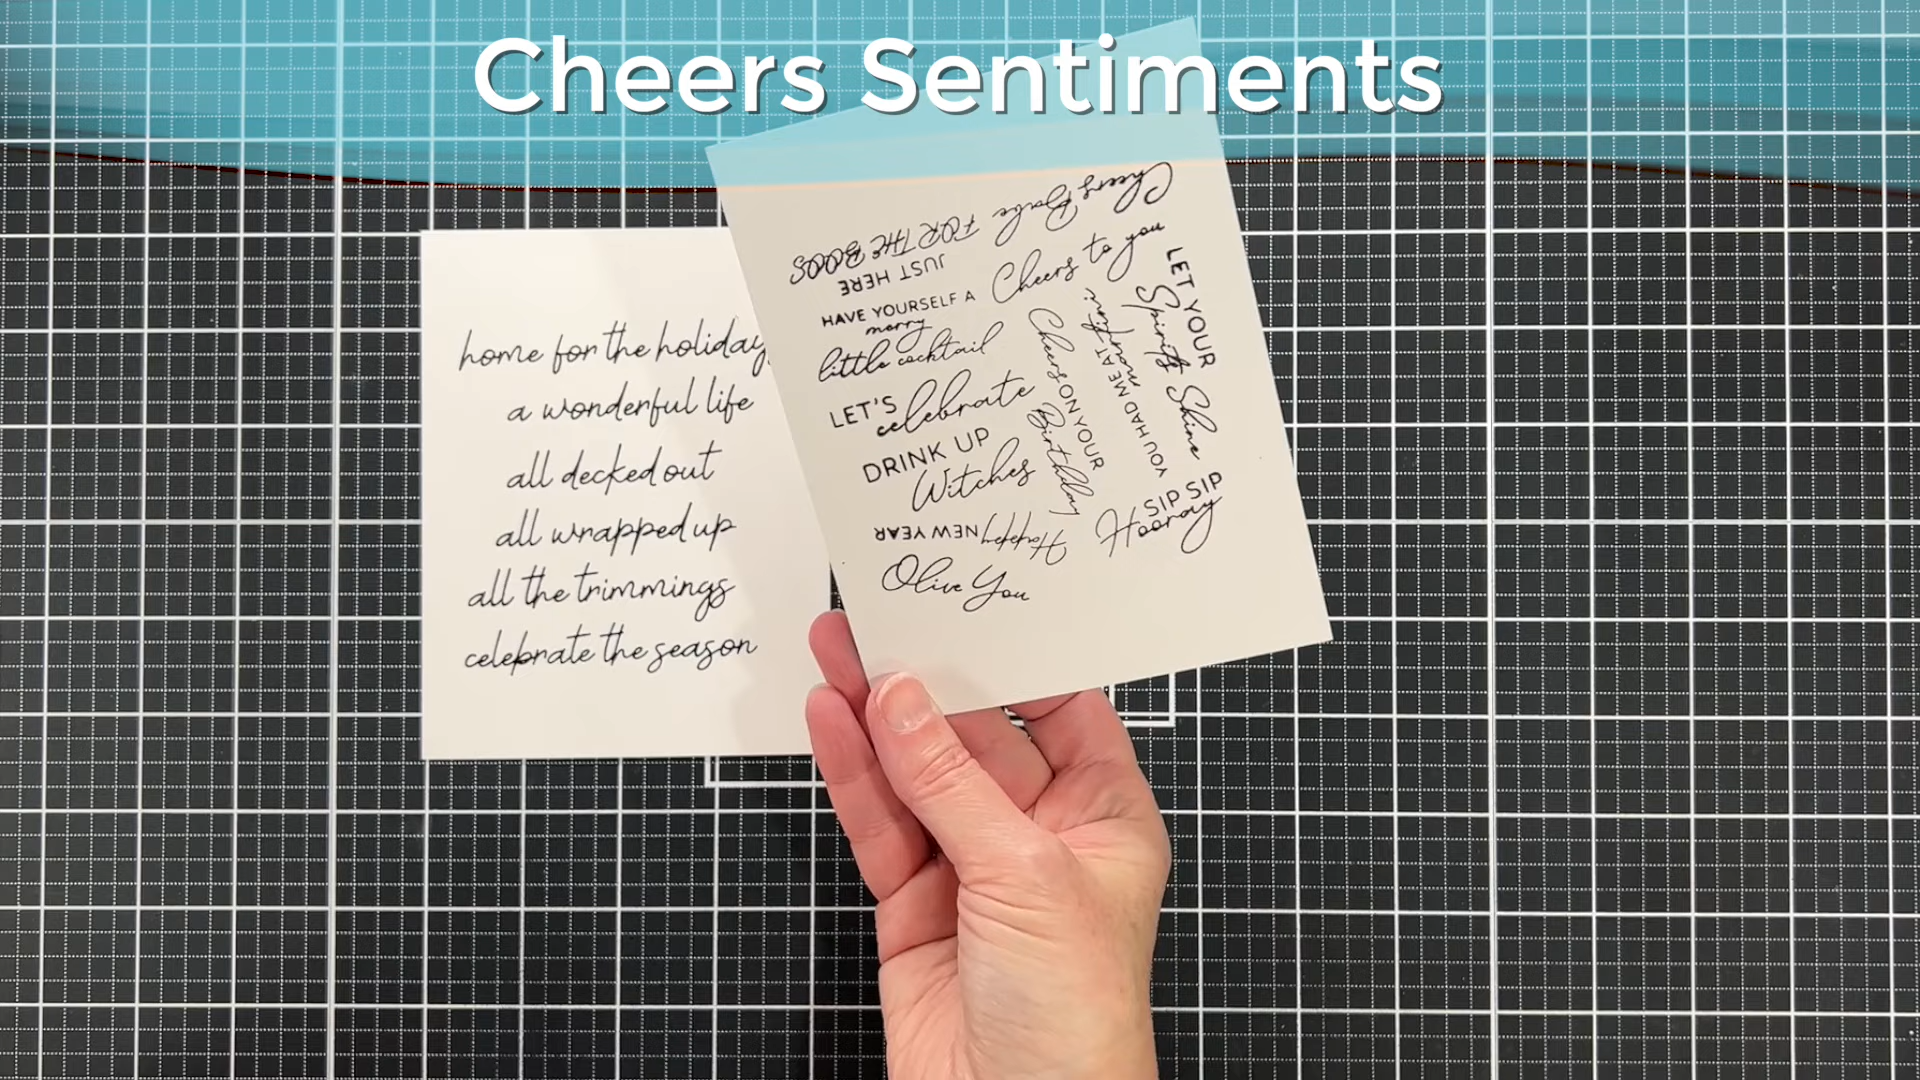 Cheers Sentiments
home for the holiday
a wonderful life
all decked out
all wrapped up
all the trimmings
celebrate the season
Cheers Babe
JUST HERE
FOR THE BOOS
Cheers to you
HAVE YOURSELF A
merry
little cocktail
LET YOUR
Spirits Shine
YOU HAD ME AT
martini
Cheers ON YOUR
Birthday
LET'S
celebrate
DRINK UP
Witches
SIP SIP
Hooray
Happy NEW YEAR
Olive You